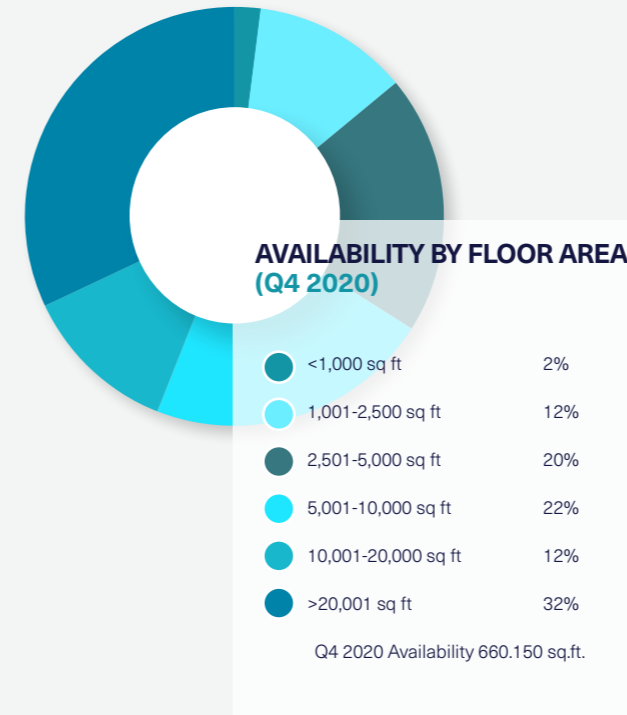 AVAILABILITY BY FLOOR AREA
(Q4 2020)
<1,000 sq ft 2%
1,001-2,500 sq ft 12%
2,501-5,000 sq ft 20%
5,001-10,000 sq ft 22%
10,001-20,000 sq ft 12%
>20,001 sq ft 32%
Q4 2020 Availability 660.150 sq.ft.